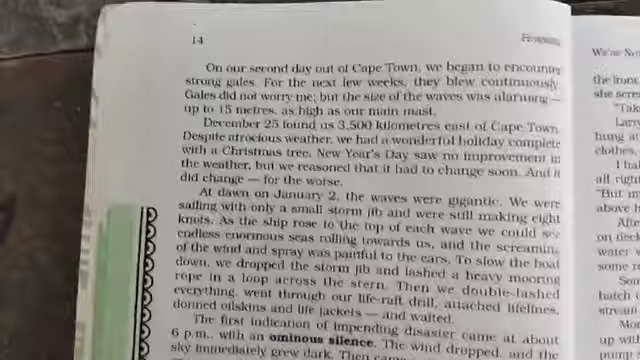 14
On our second day out of Cape Town, we began to encounter
strong gales. For the next few weeks, they blew continuously.
Gales did not worry me; but the size of the waves was alarming —
up to 15 metres, as high as our main mast.
December 25 found us 3,500 kilometres east of Cape Town.
Despite atrocious weather, we had a wonderful holiday complete
with a Christmas tree. New Year's Day saw no improvement in
the weather, but we reasoned that it had to change soon. And it
did change — for the worse.
At dawn on January 2, the waves were gigantic. We were
sailing with only a small storm jib and were still making eight
knots. As the ship rose to the top of each wave we could see
endless enormous seas rolling towards us, and the screaming
of the wind and spray was painful to the ears. To slow the boat
down, we dropped the storm jib and lashed a heavy mooring
rope in a loop across the stern. Then we double-lashed
everything, went through our life-raft drill, attached lifelines,
donned oilskins and life jackets — and waited.
The first indication of impending disaster came at about
6 p.m., with an ominous silence. The wind dropped, and the
sky immediately grew dark. Then came
We're No
the front
she scre
"Tak
Larry
hung
clothes.
I ha
all right
"But m
above h
Afte
on deck
water
some r
Som
hatch
stream
Mo
up wi